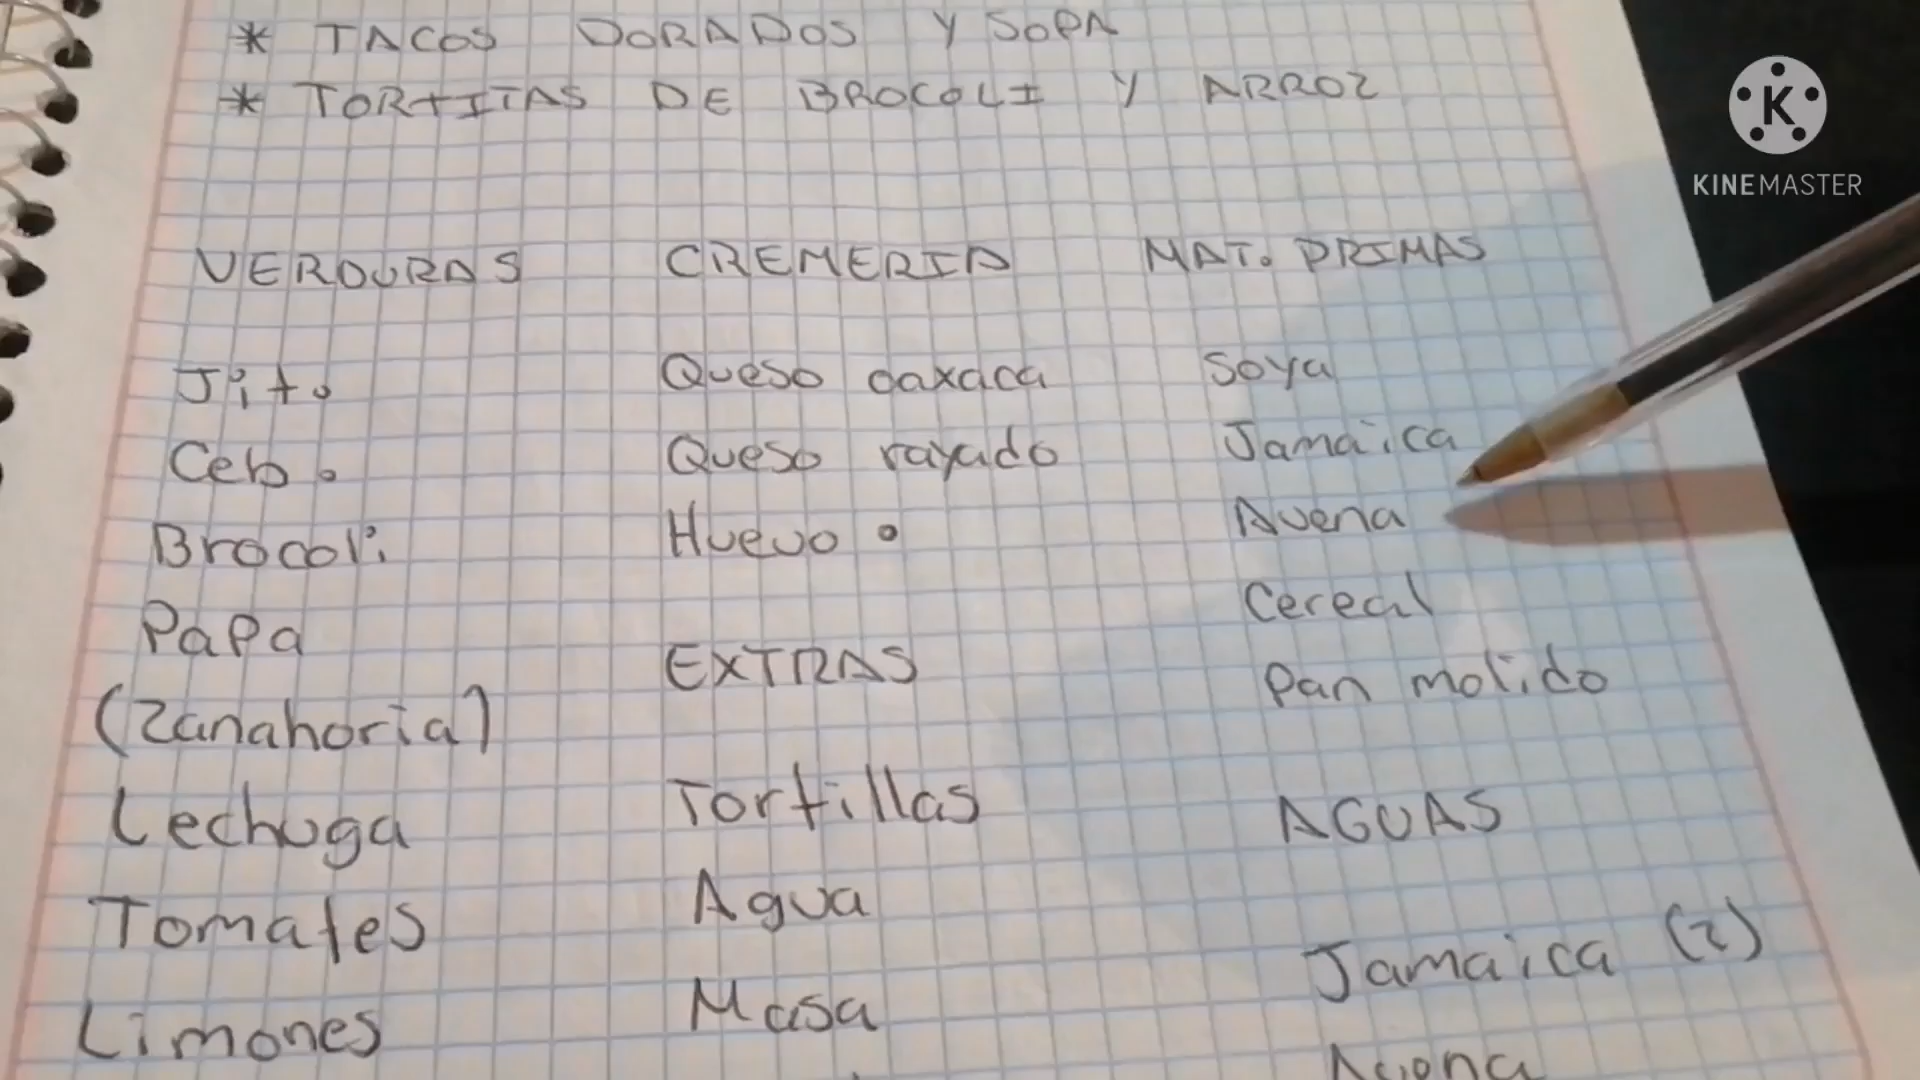 * TACOS DORADOS Y SOPA
* TORTITAS DE BROCOLI Y ARROZ
KINEMASTER
VERDURAS
Jito
Ceb.
Brocoli
Papa
(Zanahoria)
Lechuga
Tomates
Limones
CREMERIA
Queso oaxaca
Queso rayado
Huevo
EXTRAS
Tortillas
Agua
Masa
MAT. PRIMAS
Soya
Jamaica
Avena
Cereal
Pan molido
AGUAS
Jamaica (2)
Avena